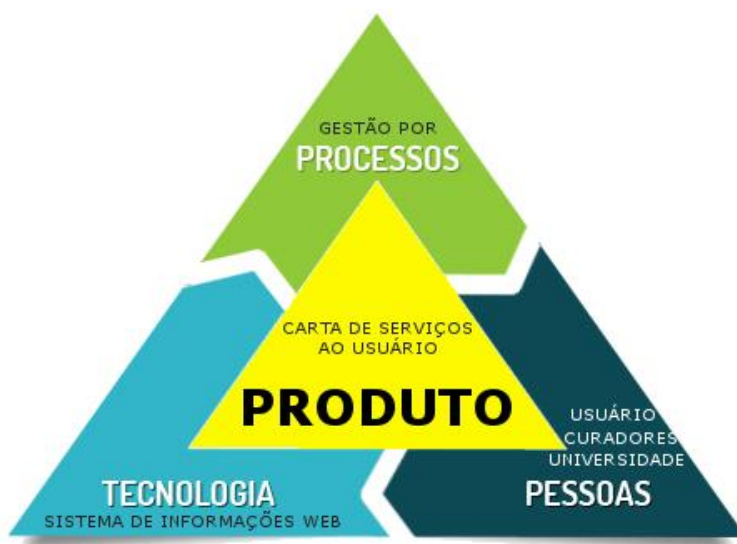 GESTÃO POR
PROCESSOS
CARTA DE SERVIÇOS
AO USUÁRIO
PRODUTO
TECNOLOGIA
SISTEMA DE INFORMAÇÕES WEB
USUÁRIO
CURADORES
UNIVERSIDADE
PESSOAS